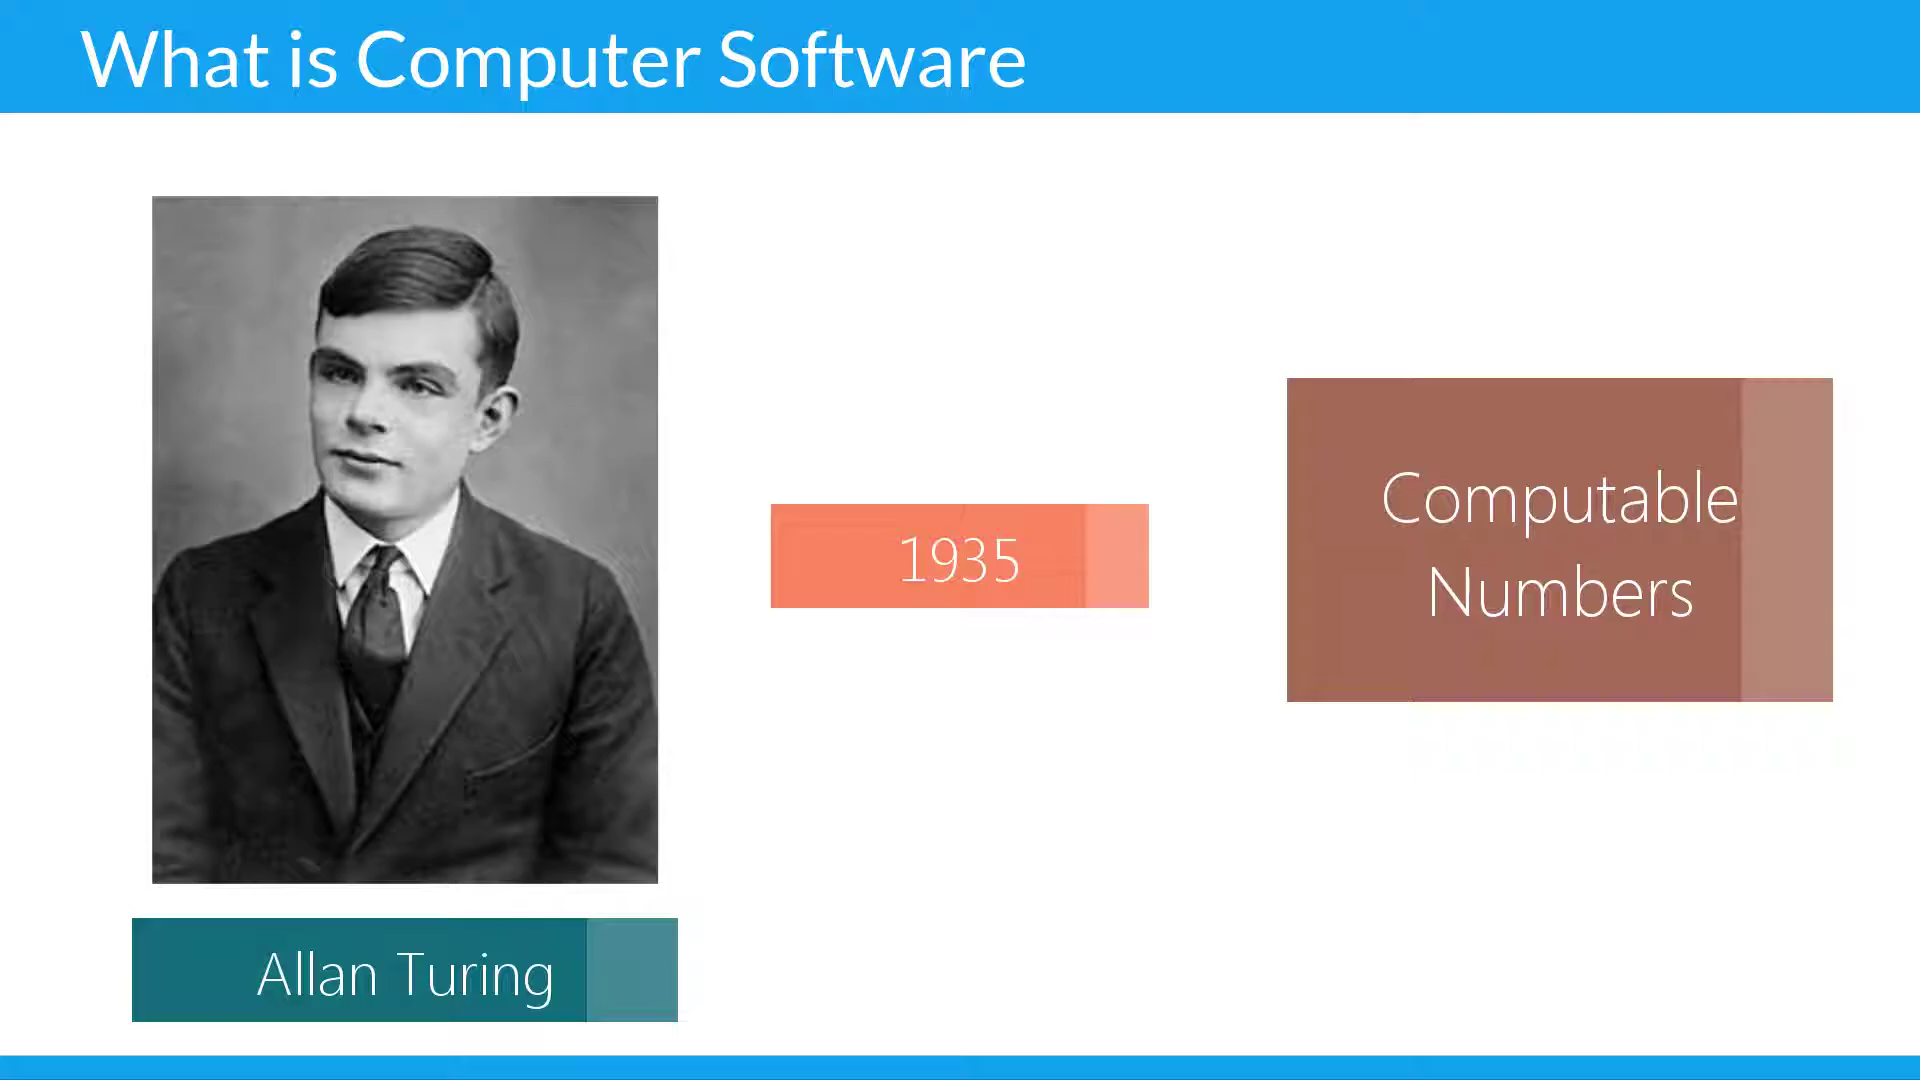 What is Computer Software
1935
Computable
Numbers
Allan Turing